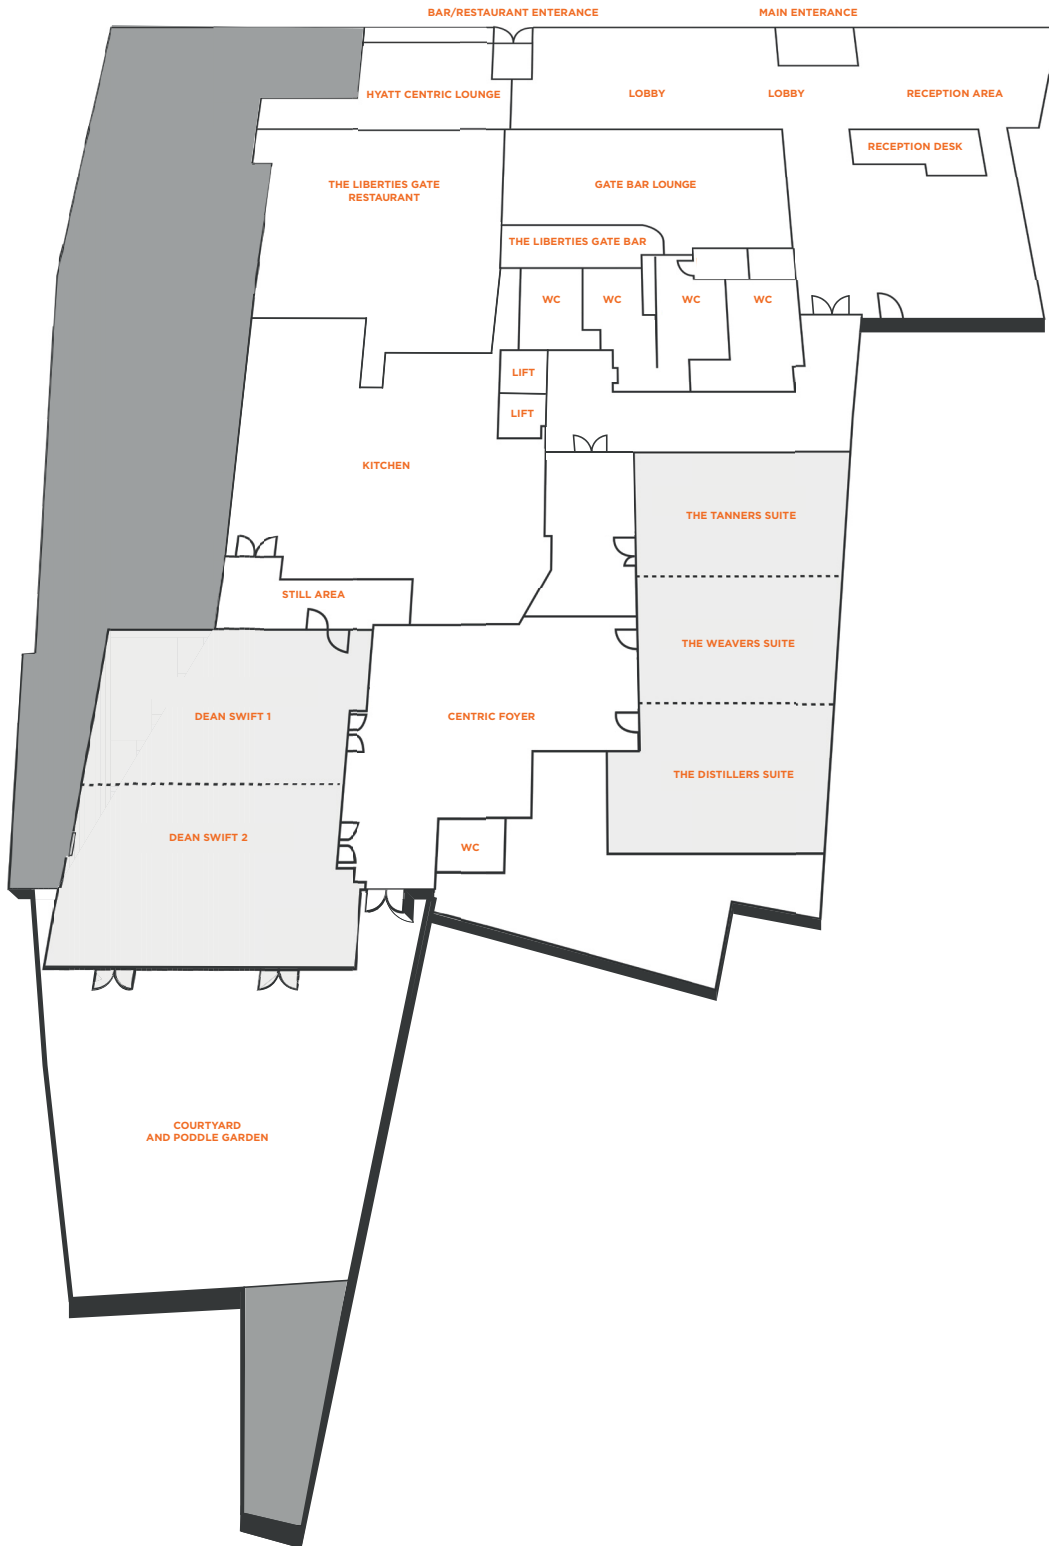 BAR/RESTAURANT ENTERANCE
MAIN ENTERANCE
HYATT CENTRIC LOUNGE
LOBBY
LOBBY
RECEPTION AREA
RECEPTION DESK
THE LIBERTIES GATE
RESTAURANT
GATE BAR LOUNGE
THE LIBERTIES GATE BAR
WC
WC
WC
WC
LIFT
LIFT
KITCHEN
THE TANNERS SUITE
STILL AREA
THE WEAVERS SUITE
DEAN SWIFT 1
CENTRIC FOYER
THE DISTILLERS SUITE
DEAN SWIFT 2
WC
COURTYARD
AND PODDLE GARDEN